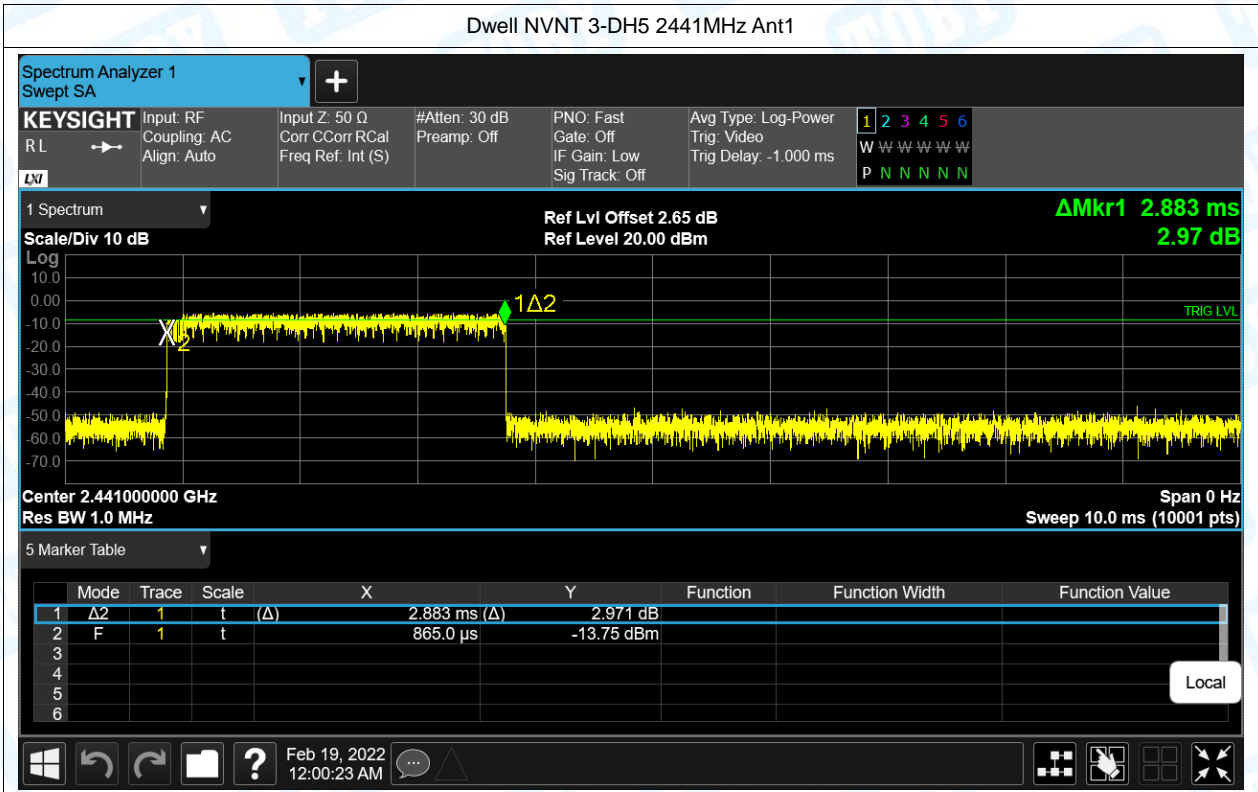 Dwell NVNT 3-DH5 2441MHz Ant1
Spectrum Analyzer 1
Swept SA
KEYSIGHT
RL
LXI
Input: RF
Coupling: AC
Align: Auto
Input Z: 50 Ω
Corr CCorr RCal
Freq Ref: Int (S)
#Atten: 30 dB
Preamp: Off
PNO: Fast
Gate: Off
IF Gain: Low
Sig Track: Off
Avg Type: Log-Power
Trig: Video
Trig Delay: -1.000 ms
1 2 3 4 5 6
W W W W W W
P N N N N N
1 Spectrum
Scale/Div 10 dB
Ref Lvl Offset 2.65 dB
Ref Level 20.00 dBm
ΔMkr1 2.883 ms
2.97 dB
Log
10.0
0.00
-10.0
-20.0
-30.0
-40.0
-50.0
-60.0
-70.0
1Δ2
2
TRIG LVL
Center 2.441000000 GHz
Res BW 1.0 MHz
Span 0 Hz
Sweep 10.0 ms (10001 pts)
5 Marker Table
Mode Trace Scale X Y Function Function Width Function Value
1 Δ2 1 t (Δ) 2.883 ms (Δ) 2.971 dB
2 F 1 t 865.0 µs -13.75 dBm
3
4
5
6
Local
?
Feb 19, 2022
12:00:23 AM